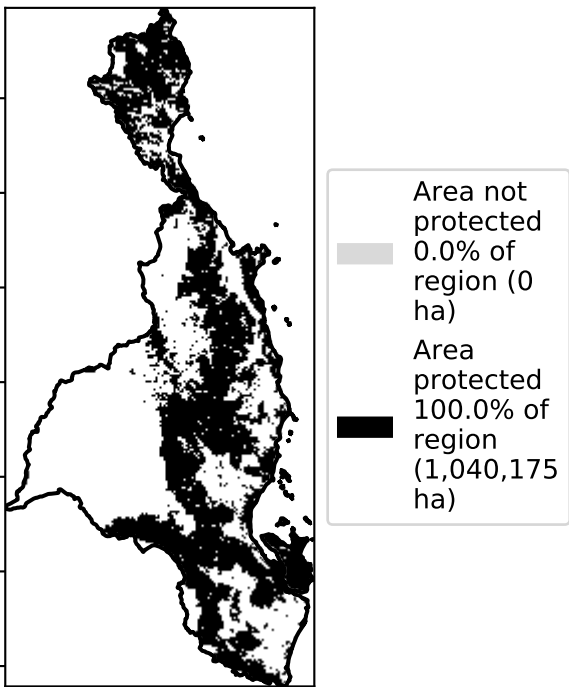 Area not
protected
0.0% of
region (0
ha)
Area
protected
100.0% of
region
(1,040,175
ha)